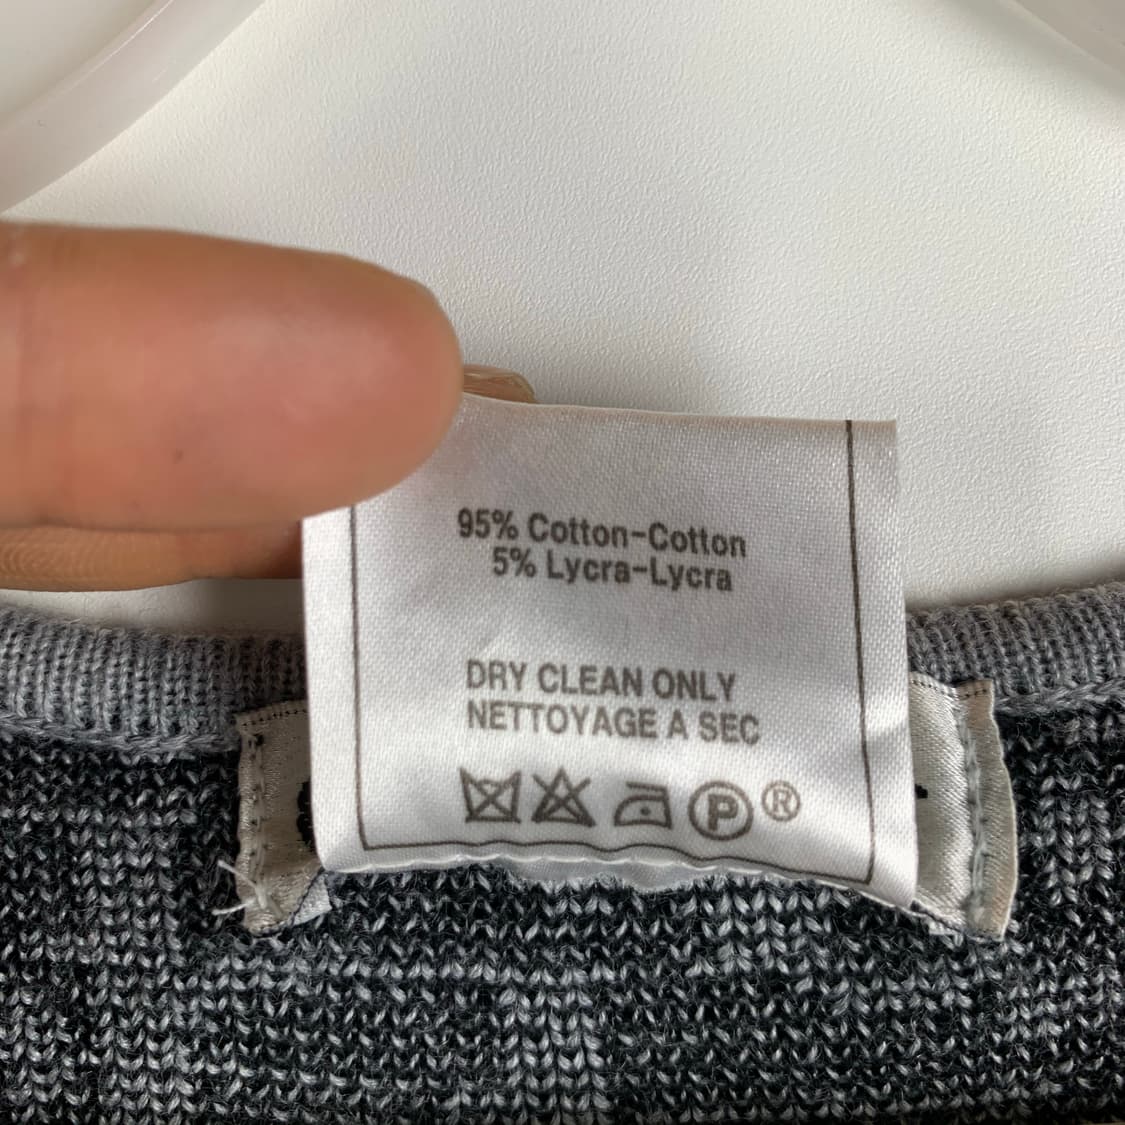 95% Cotton-Cotton
5% Lycra-Lycra
DRY CLEAN ONLY
NETTOYAGE A SEC
P ®